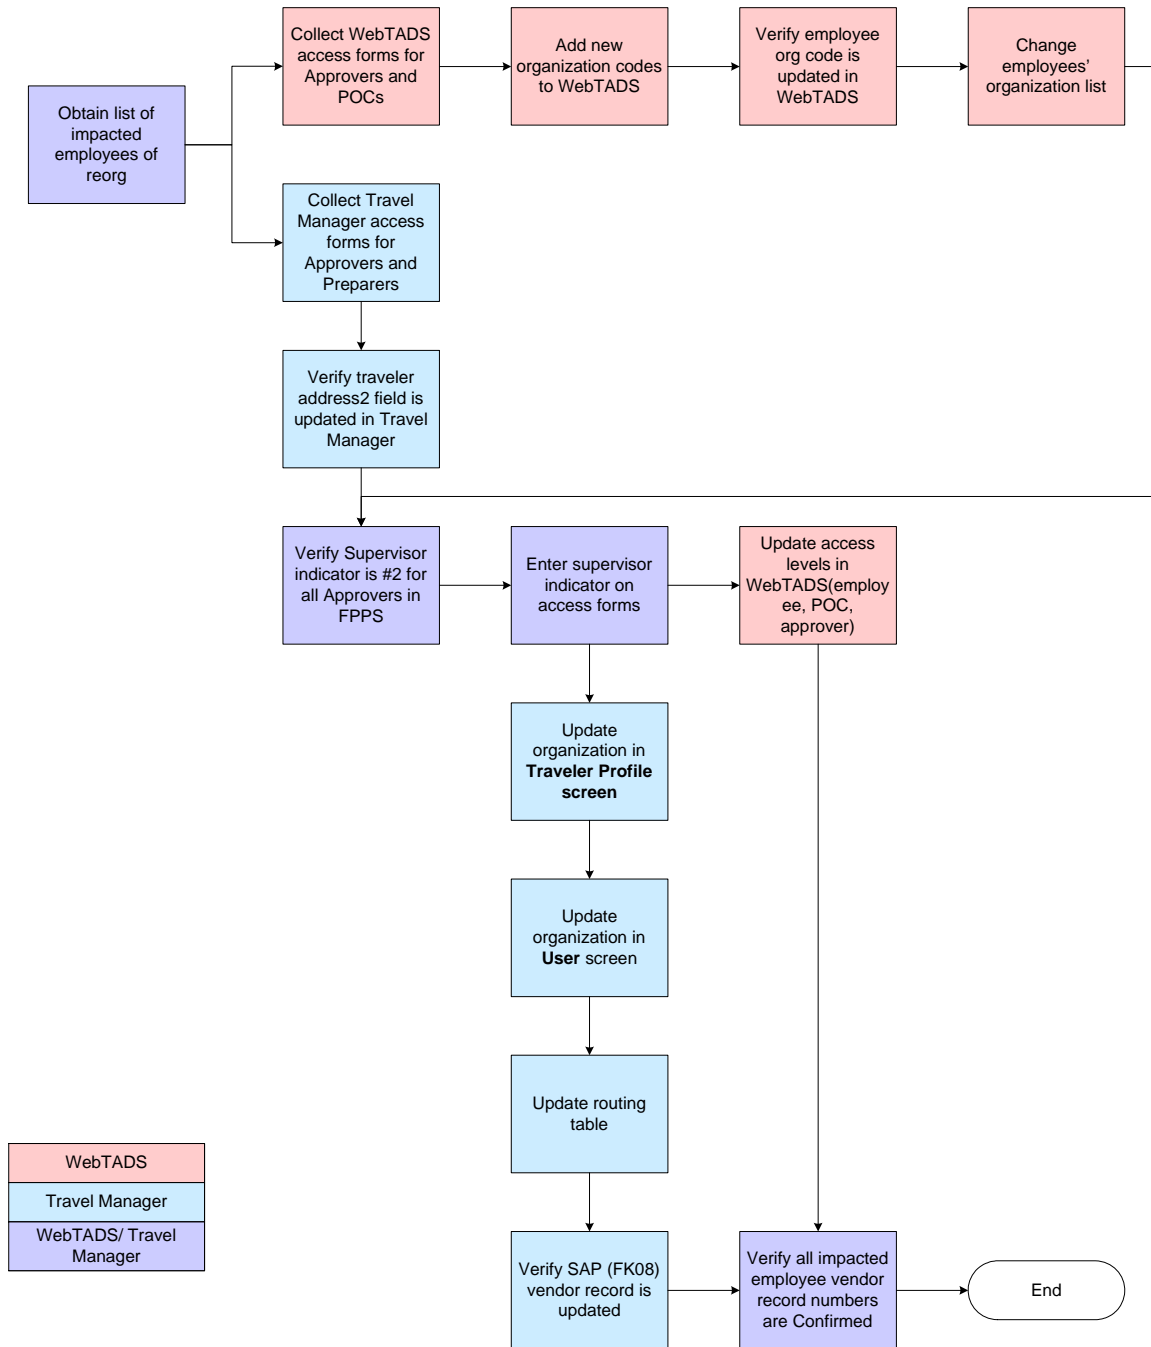 Collect WebTADS
access forms for
Approvers and
POCs
Add new
organization codes
to WebTADS
Verify employee
org code is
updated in
WebTADS
Change
employees'
organization list
Obtain list of
impacted
employees of
reorg
Collect Travel
Manager access
forms for
Approvers and
Preparers
Verify traveler
address2 field is
updated in Travel
Manager
Verify Supervisor
indicator is #2 for
all Approvers in
FPPS
Enter supervisor
indicator on
access forms
Update access
levels in
WebTADS(employ
ee, POC,
approver)
Update
organization in
Traveler Profile
screen
Update
organization in
User screen
Update routing
table
WebTADS
Travel Manager
WebTADS/ Travel
Manager
Verify SAP (FK08)
vendor record is
updated
Verify all impacted
employee vendor
record numbers
are Confirmed
End